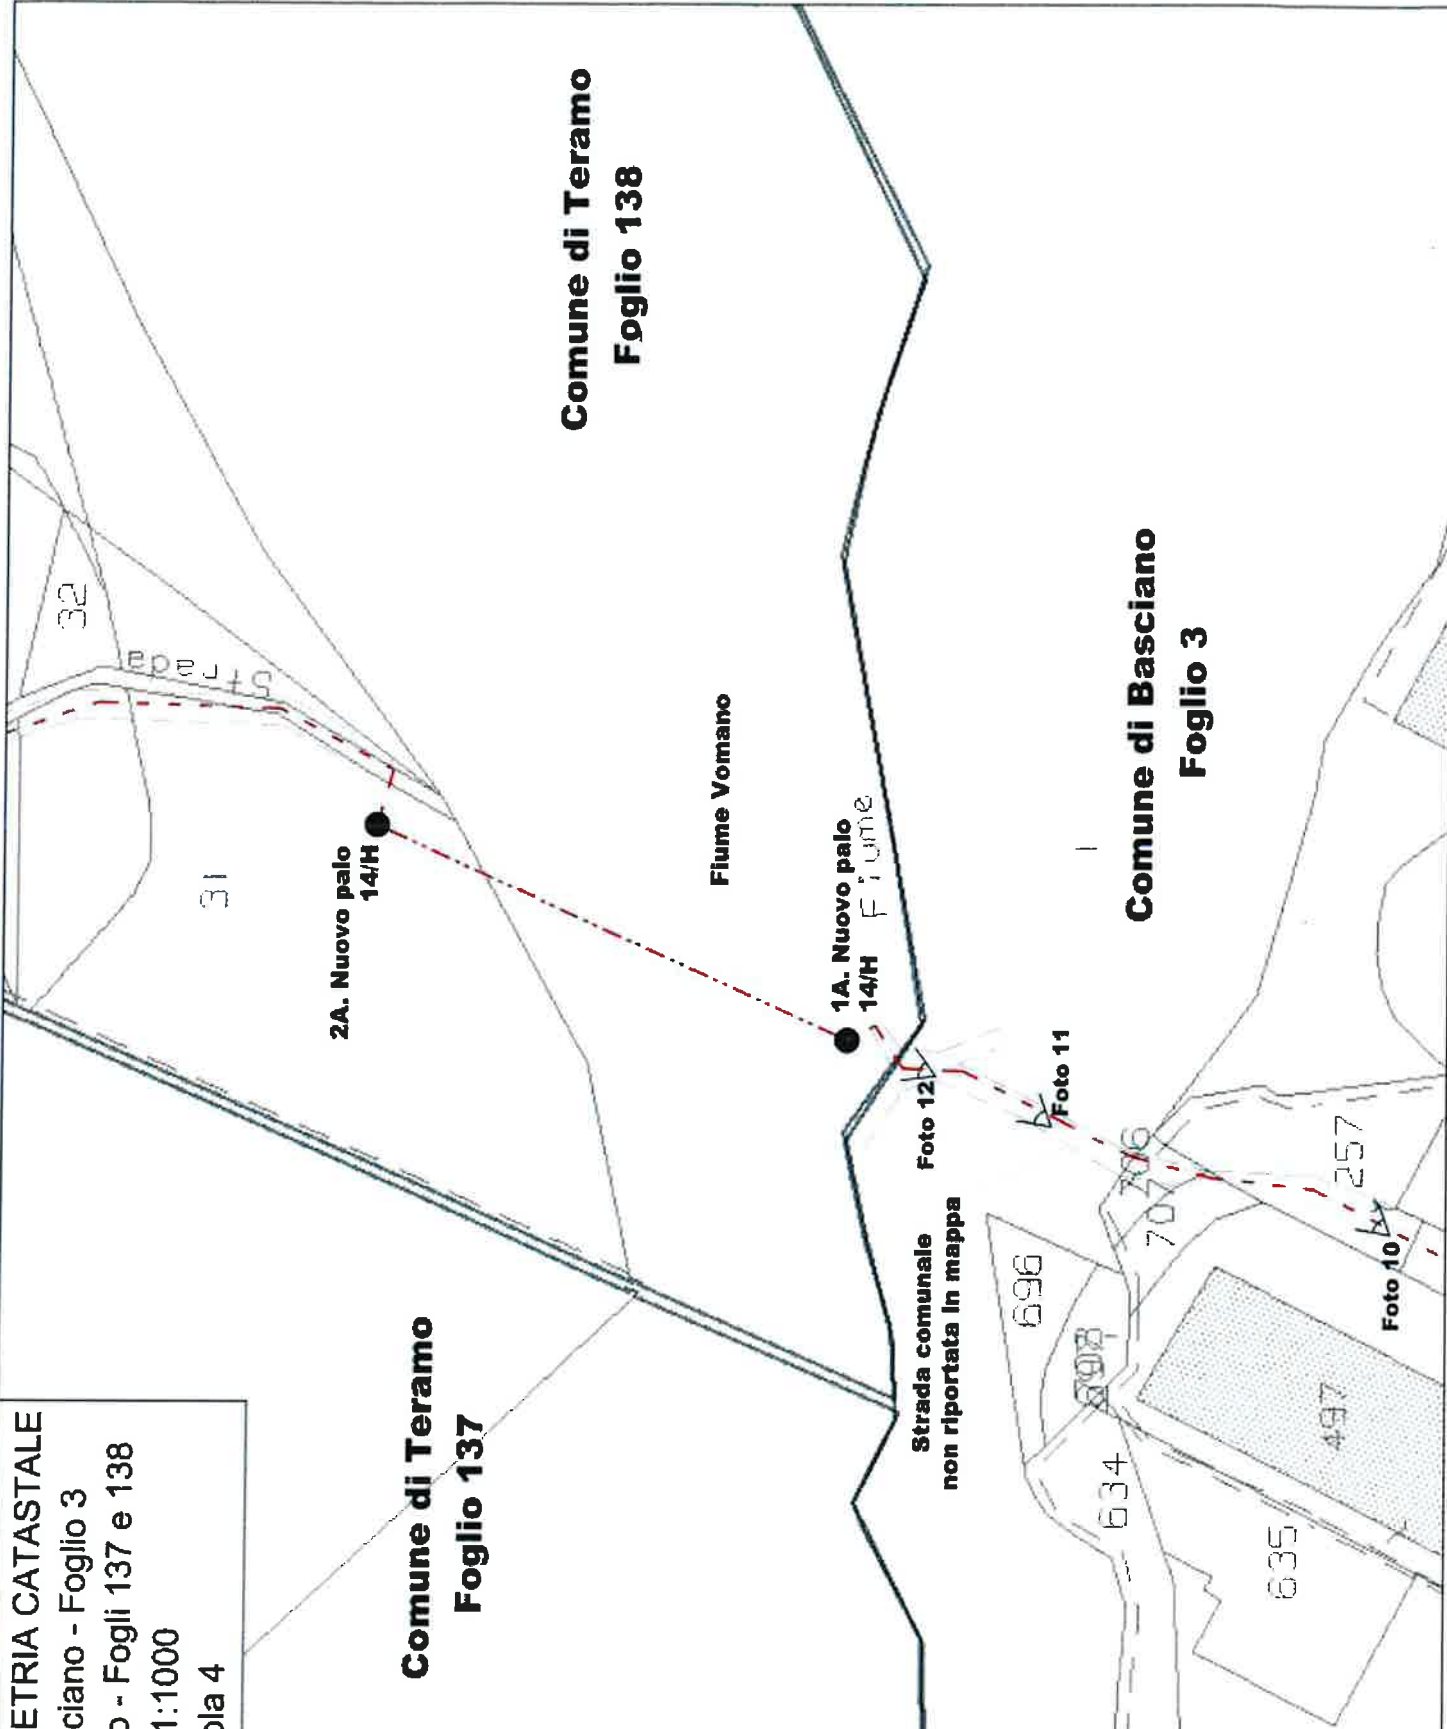 ETRIA CATASTALE
ciano - Foglio 3
o - Fogli 137 e 138
1:1000
ola 4
Comune di Teramo
Foglio 137
Comune di Teramo
Foglio 138
32
Strada
31
2A. Nuovo palo
14/H
Fiume Vomano
1A. Nuovo palo
14/H
Fiume
Comune di Basciano
Foglio 3
1
Foto 12
Foto 11
Strada comunale
non riportata in mappa
696
257
Foto 10
634
497
635